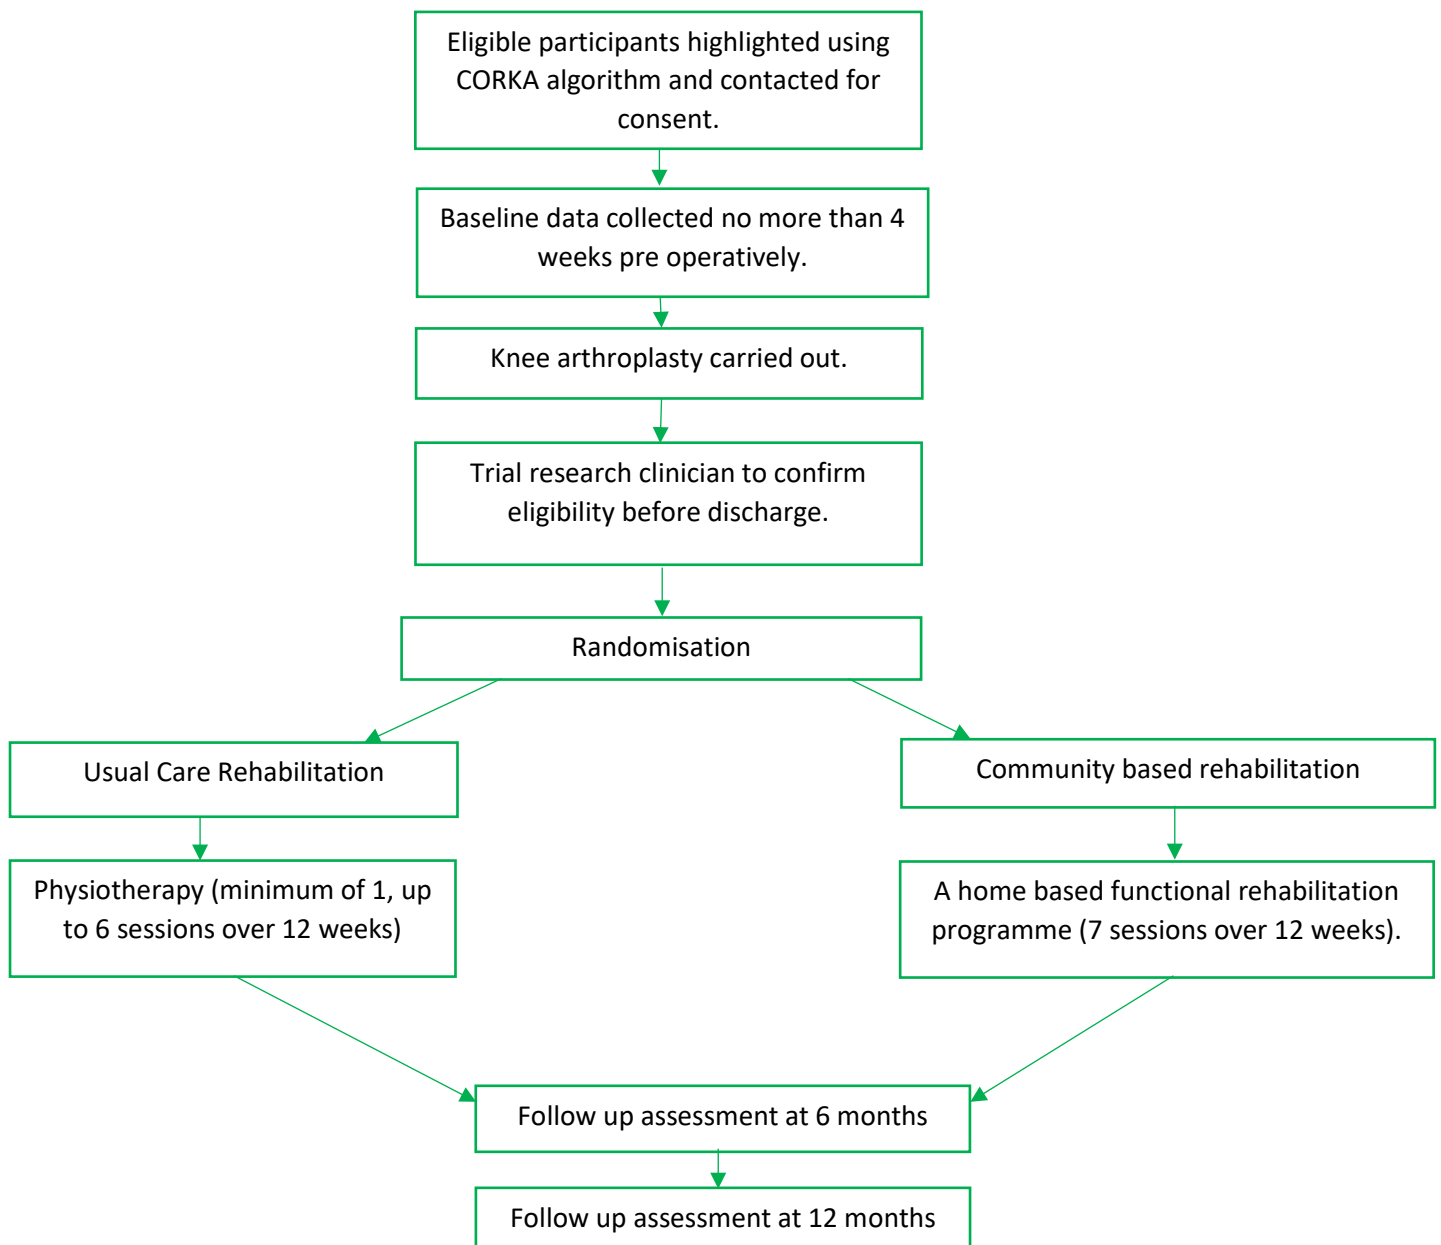 Eligible participants highlighted using
CORKA algorithm and contacted for
consent.
Baseline data collected no more than 4
weeks pre operatively.
Knee arthroplasty carried out.
Trial research clinician to confirm
eligibility before discharge.
Randomisation
Usual Care Rehabilitation
Community based rehabilitation
Physiotherapy (minimum of 1, up
to 6 sessions over 12 weeks)
A home based functional rehabilitation
programme (7 sessions over 12 weeks).
Follow up assessment at 6 months
Follow up assessment at 12 months